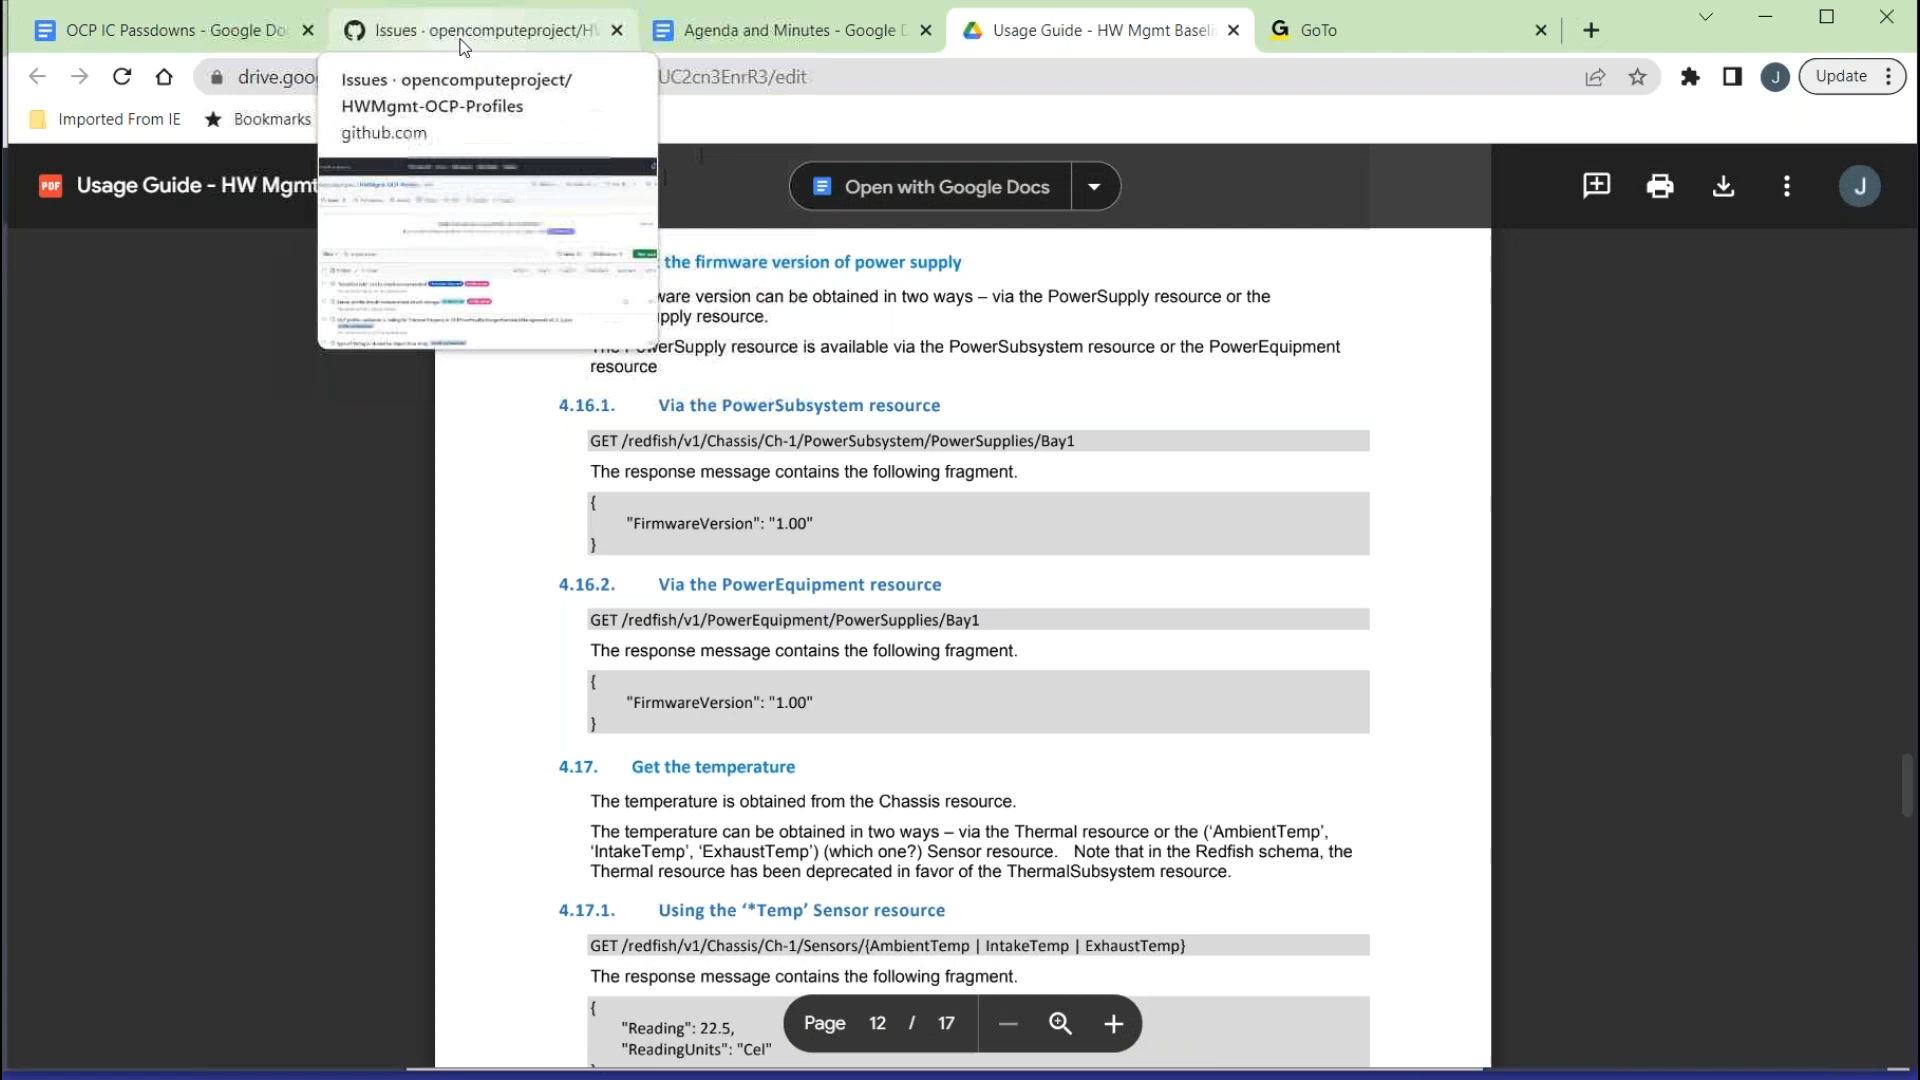 OCP IC Passdowns - Google Do
Issues · opencomputeproject/HW
Agenda and Minutes - Google D
Usage Guide - HW Mgmt Baseli
GoTo
drive.goo
UC2cn3EnrR3/edit
J
Update
Issues · opencomputeproject/
HWMgmt-OCP-Profiles
github.com
Imported From IE
Bookmarks
PDF
Usage Guide - HW Mgmt
Open with Google Docs
J
the firmware version of power supply
ware version can be obtained in two ways – via the PowerSupply resource or the
pply resource.
The PowerSupply resource is available via the PowerSubsystem resource or the PowerEquipment
resource
4.16.1. Via the PowerSubsystem resource
GET /redfish/v1/Chassis/Ch-1/PowerSubsystem/PowerSupplies/Bay1
The response message contains the following fragment.
{
"FirmwareVersion": "1.00"
}
4.16.2. Via the PowerEquipment resource
GET /redfish/v1/PowerEquipment/PowerSupplies/Bay1
The response message contains the following fragment.
{
"FirmwareVersion": "1.00"
}
4.17. Get the temperature
The temperature is obtained from the Chassis resource.
The temperature can be obtained in two ways – via the Thermal resource or the (‘AmbientTemp’,
‘IntakeTemp’, ‘ExhaustTemp’) (which one?) Sensor resource. Note that in the Redfish schema, the
Thermal resource has been deprecated in favor of the ThermalSubsystem resource.
4.17.1. Using the ‘*Temp’ Sensor resource
GET /redfish/v1/Chassis/Ch-1/Sensors/{AmbientTemp | IntakeTemp | ExhaustTemp}
The response message contains the following fragment.
{
"Reading": 22.5,
"ReadingUnits": "Cel"
Page 12 / 17